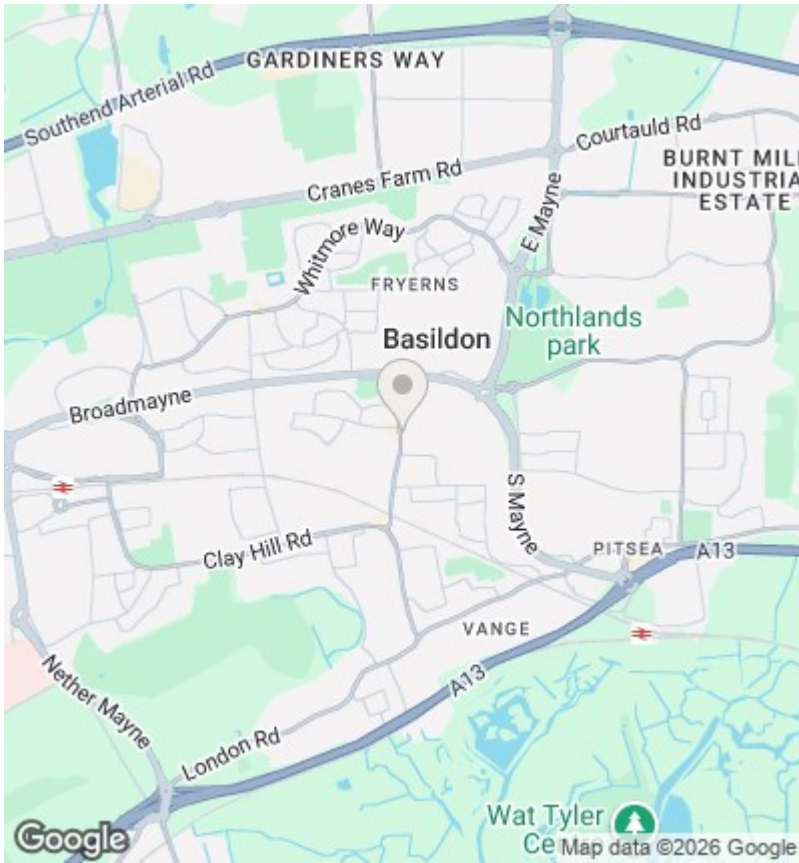 GARDINERS WAY
Southend Arterial Rd
Courtauld Rd
Cranes Farm Rd
BURNT MIL
INDUSTRIA
ESTATE
E Mayne
Whitmore Way
FRYERNS
Northlands
park
Basildon
Broadmayne
S Mayne
Clay Hill Rd
PITSEA
A13
VANGE
Nether Mayne
A13
London Rd
Wat Tyler
Ce
Google
Map data ©2026 Google